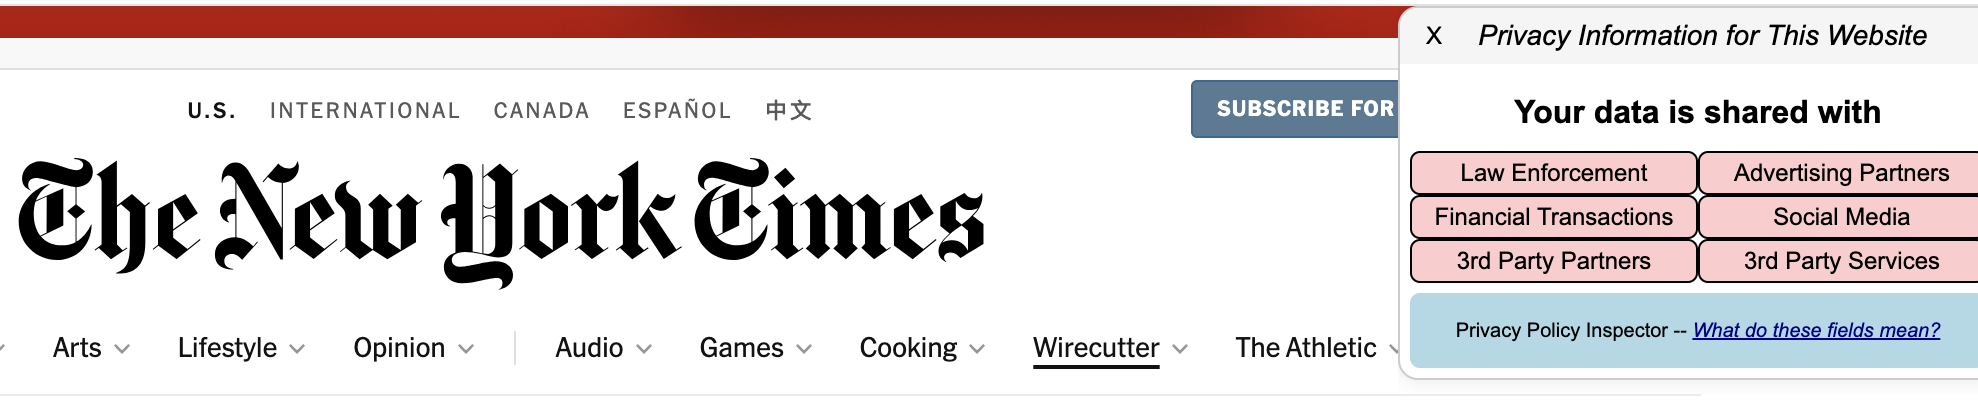 U.S. INTERNATIONAL CANADA ESPAÑOL 中文
SUBSCRIBE FOR
The New York Times
Arts Lifestyle Opinion Audio Games Cooking Wirecutter The Athletic
X Privacy Information for This Website
Your data is shared with
Law Enforcement Advertising Partners
Financial Transactions Social Media
3rd Party Partners 3rd Party Services
Privacy Policy Inspector -- What do these fields mean?